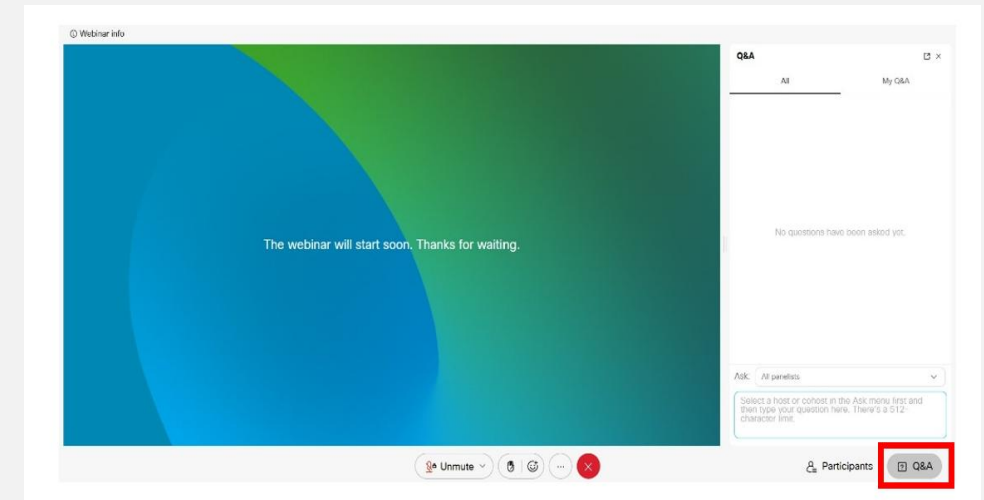 Webinar info
Q&A
All
My Q&A
The webinar will start soon. Thanks for waiting.
No questions have been asked yet.
Ask:
All panelists
Select a host or cohost in the Ask menu first and
then type your question here. There's a 512-
character limit.
Unmute
Participants
Q&A